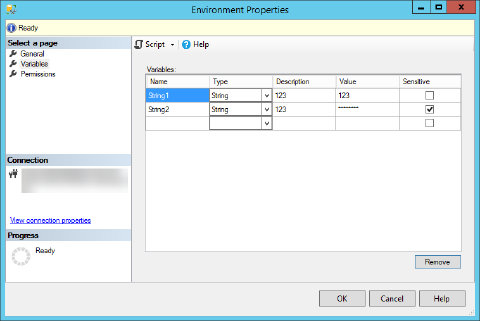 Environment Properties
Ready
Select a page
General
Variables
Permissions
Script
Help
Variables:
Name Type Description Value Sensitive
String1 String 123 123
String2 String 123 ********
Connection
View connection properties
Progress
Ready
Remove
OK Cancel Help